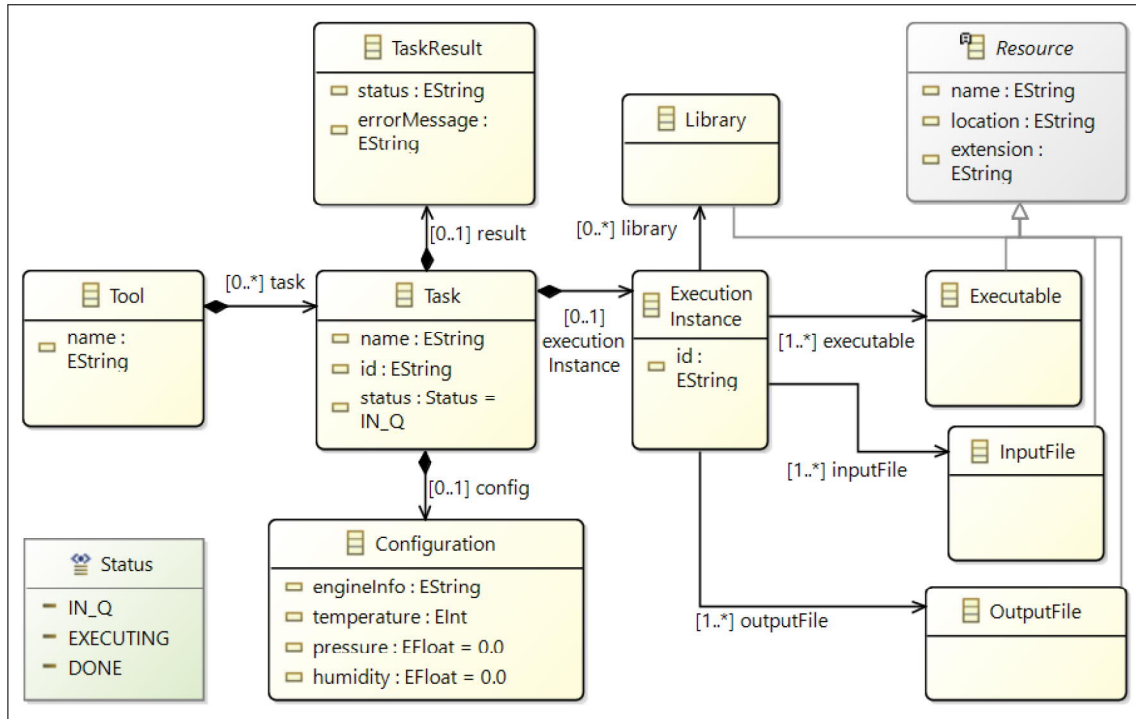 TaskResult
status : EString
errorMessage :
EString
Resource
name : EString
location : EString
extension :
EString
Library
[0..1] result
[0..*] library
[0..*] task
Tool
name :
EString
Task
name : EString
id : EString
status : Status =
IN_Q
[0..1]
execution
Instance
Execution
Instance
id :
EString
Executable
[1..*] executable
InputFile
[1..*] inputFile
[0..1] config
Configuration
engineInfo : EString
temperature : EInt
pressure : EFloat = 0.0
humidity : EFloat = 0.0
Status
IN_Q
EXECUTING
DONE
OutputFile
[1..*] outputFile